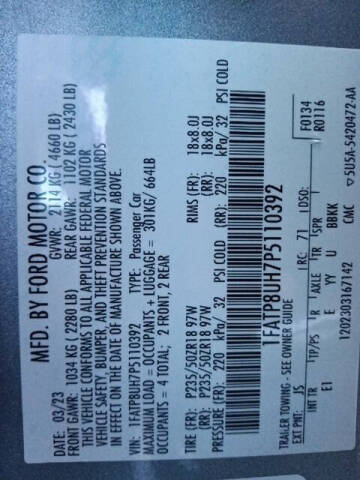 MFD. BY FORD MOTOR CO.
DATE: 03/23 GVWR: 2114 KG ( 4660 LB)
FRONT GAWR: 1034 KG ( 2280 LB) REAR GAWR: 1102 KG ( 2430 LB)
THIS VEHICLE CONFORMS TO ALL APPLICABLE FEDERAL MOTOR
VEHICLE SAFETY, BUMPER, AND THEFT PREVENTION STANDARDS
IN EFFECT ON THE DATE OF MANUFACTURE SHOWN ABOVE.
VIN: 1FATP8UH7P5110392 TYPE: Passenger Car
MAXIMUM LOAD = OCCUPANTS + LUGGAGE = 301KG/ 664LB
OCCUPANTS = 4 TOTAL: 2 FRONT, 2 REAR
TIRE (FR): P235/50ZR18 97W RIMS (FR): 18x8.0J
TIRE (RR): P235/50ZR18 97W (RR): 18x8.0J
PRESSURE (FR): 220 kPa/ 32 PSI COLD (RR): 220 kPa/ 32 PSI COLD
1FATP8UH7P5110392
F0134
R0116
TRAILER TOWING - SEE OWNER GUIDE
EXT PNT: JS RC: 71 DSO:
INT TR TP/PS R AXLE TR SPR
EI E YY U BBKK
1202303167142 CMC
5U5A-5420472-AA